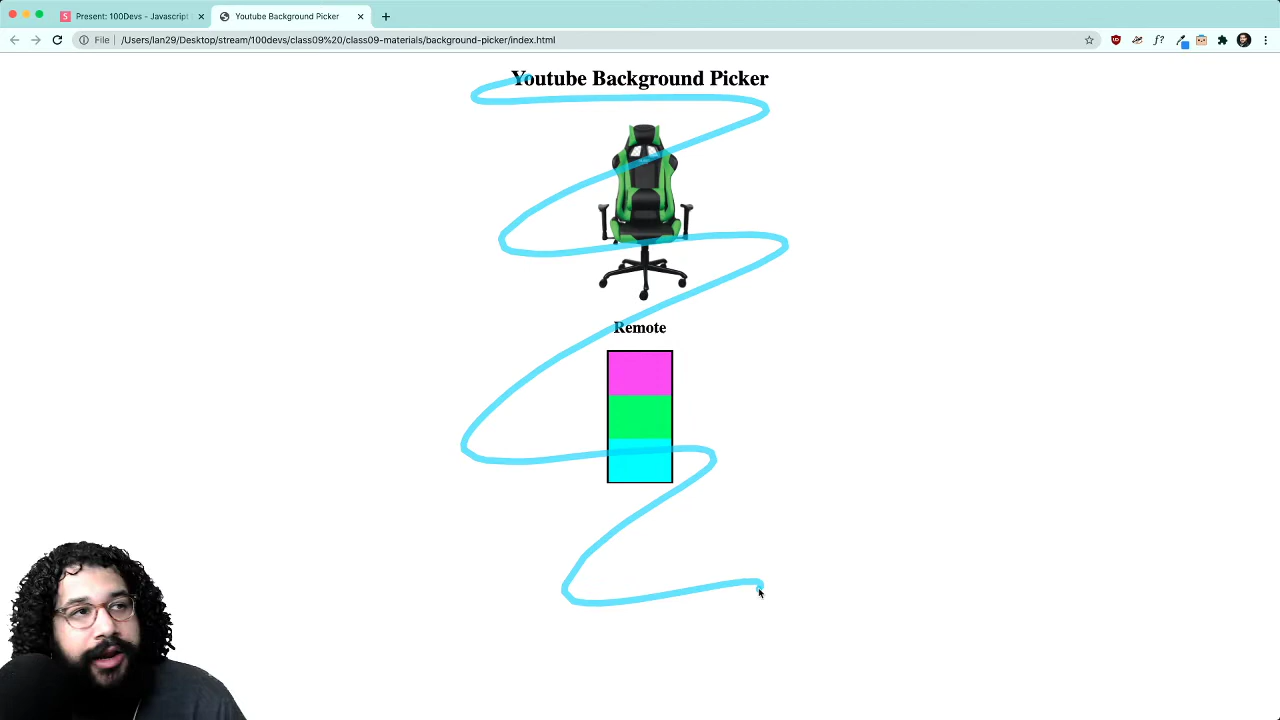 Present: 100Devs - Javascript
Youtube Background Picker
File
/Users/lan29/Desktop/stream/100devs/class09%20/class09-materials/background-picker/index.html
f?
Youtube Background Picker
Remote